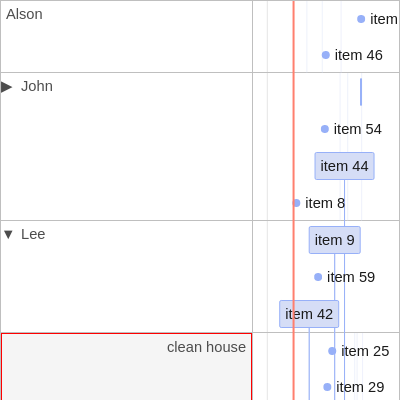 Alson
item
item 46
▶ John
item 54
item 44
item 8
▼ Lee
item 9
item 59
item 42
clean house
item 25
item 29